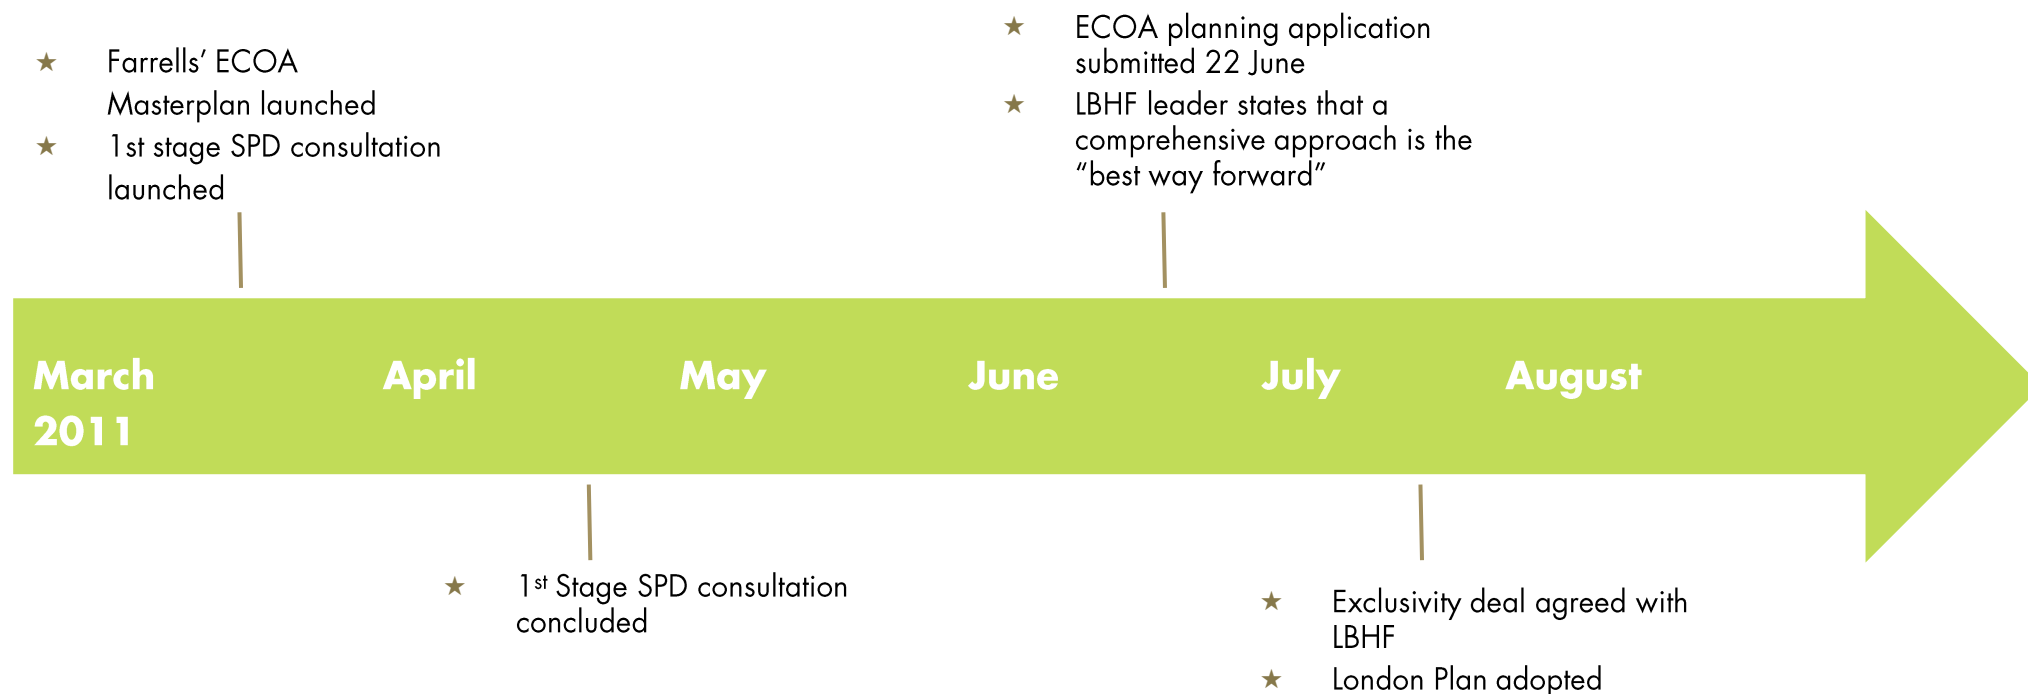 Farrells’ ECOA
Masterplan launched
1st stage SPD consultation
launched
ECOA planning application
submitted 22 June
LBHF leader states that a
comprehensive approach is the
“best way forward”
March
2011
April
May
June
July
August
1st Stage SPD consultation
concluded
Exclusivity deal agreed with
LBHF
London Plan adopted